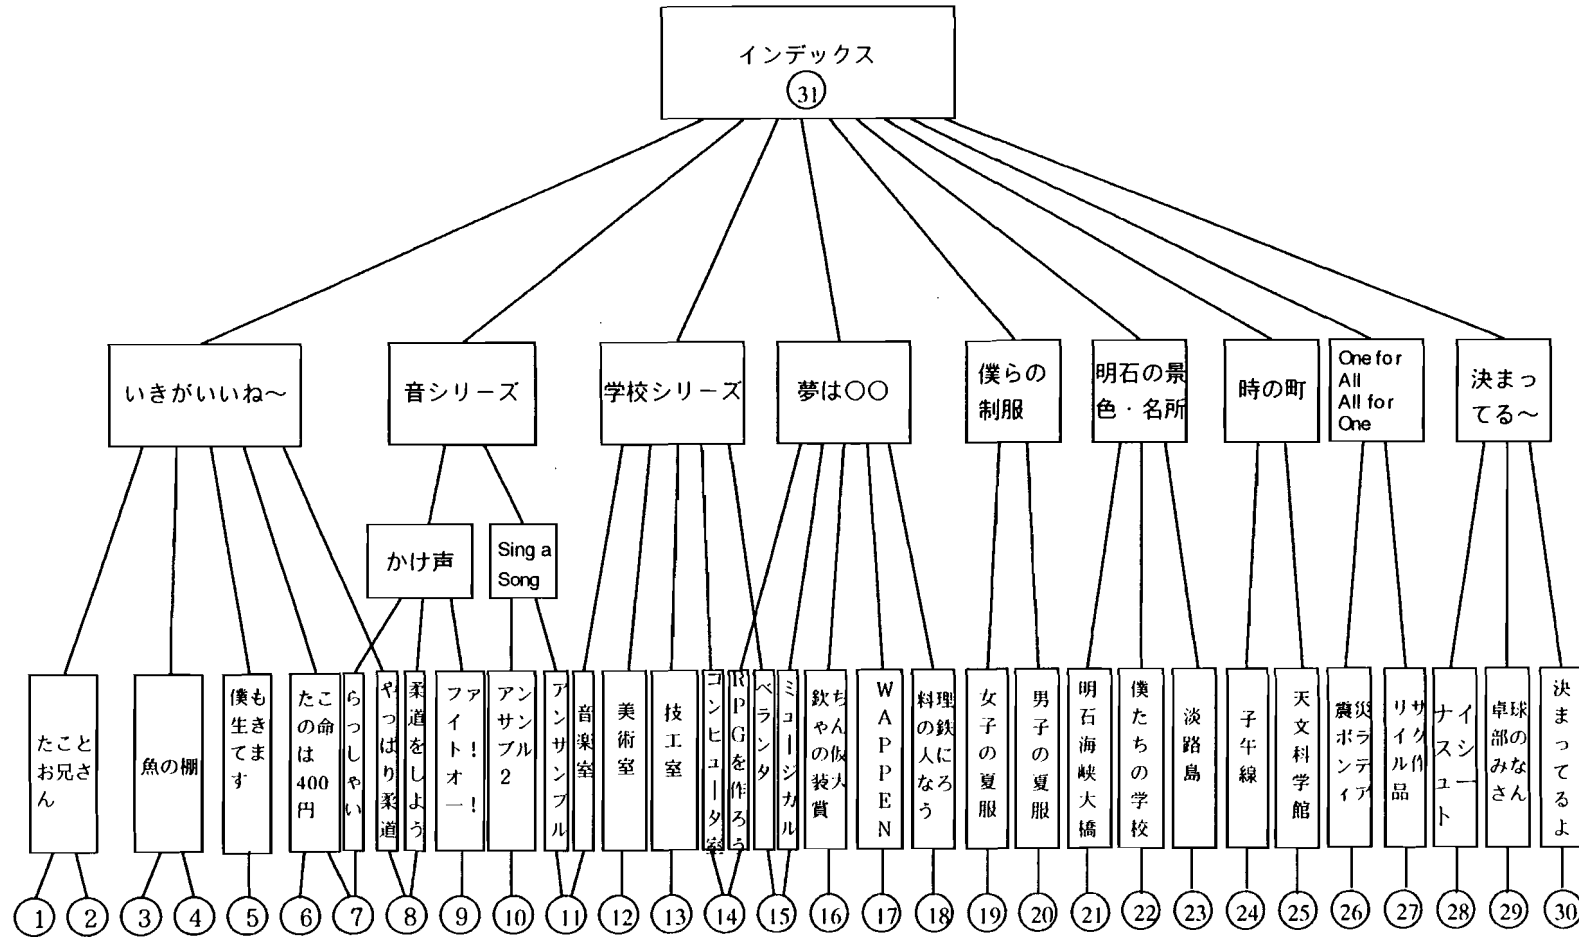 インデックス
31
いきがいいね～
音シリーズ
学校シリーズ
夢は〇〇
僕らの
制服
明石の景
色・名所
時の町
One for
All
All for
One
決まっ
てる～
かけ声
Sing a
Song
たこと
お兄さ
ん
魚の棚
僕も
生き
てま
す
たこ
の命
は
400
円
らっしゃい
やっぱり柔道
柔道をしよう
ファ
イ！
ト
オ
ー！
アン
サン
ブル
2
アンサンブル
音楽室
美術室
技工室
コンピュータ室
RPGを作ろう
ベランダ
ミュージカル
欽ち
ゃん
の仮
装大
賞
WAPPEN
料理
の鉄
人に
なろ
う
女子の夏服
男子の夏服
明石海峡大橋
僕たちの学校
淡路島
子午線
天文科学館
震災
ボラ
ンテ
ィア
リサ
イク
ル作
品
ナイ
スシ
ュー
ト
卓球
部の
みな
さん
決まってるよ
1
2
3
4
5
6
7
8
9
10
11
12
13
14
15
16
17
18
19
20
21
22
23
24
25
26
27
28
29
30